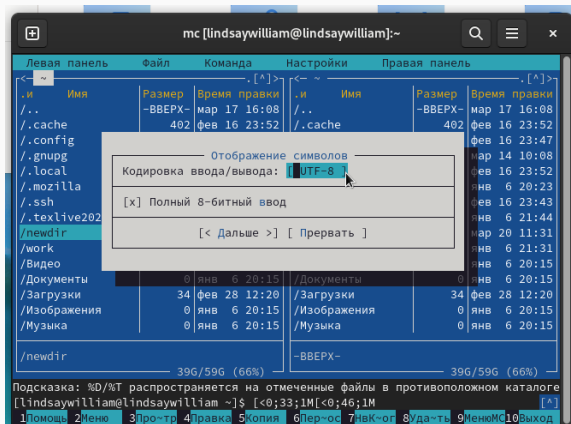 mc [lindsaywilliam@lindsaywilliam]:~
Левая панель Файл Команда Настройки Правая панель
<— ~ .[^]> <— ~ .[^]>
.и Имя Размер Время правки .и Имя Размер Время правки
/.. -ВВЕРХ- мар 17 16:08 /.. -ВВЕРХ- мар 17 16:08
/.cache 402 фев 16 23:52 /.cache 402 фев 16 23:52
/.config фев 16 23:47
/.gnupg мар 14 10:08
/.local фев 16 23:52
/.mozilla янв 6 20:23
/.ssh фев 16 23:43
/.texlive202 янв 6 21:44
/newdir мар 20 11:31
/work янв 6 21:31
/Видео янв 6 20:15
/Документы 0 янв 6 20:15 /Документы 0 янв 6 20:15
/Загрузки 34 фев 28 12:20 /Загрузки 34 фев 28 12:20
/Изображения 0 янв 6 20:15 /Изображения 0 янв 6 20:15
/Музыка 0 янв 6 20:15 /Музыка 0 янв 6 20:15
Отображение символов
Кодировка ввода/вывода: [ UTF-8 ]
[x] Полный 8-битный ввод
[< Дальше >] [ Прервать ]
/newdir -ВВЕРХ-
39G/59G (66%) 39G/59G (66%)
Подсказка: %D/%T распространяется на отмеченные файлы в противоположном каталоге
[lindsaywilliam@lindsaywilliam ~]$ [<0;33;1M[<0;46;1M [^]
1Помощь 2Меню 3Про~тр 4Правка 5Копия 6Пер~ос 7НвК~ог 8Уда~ть 9МенюMC 10Выход